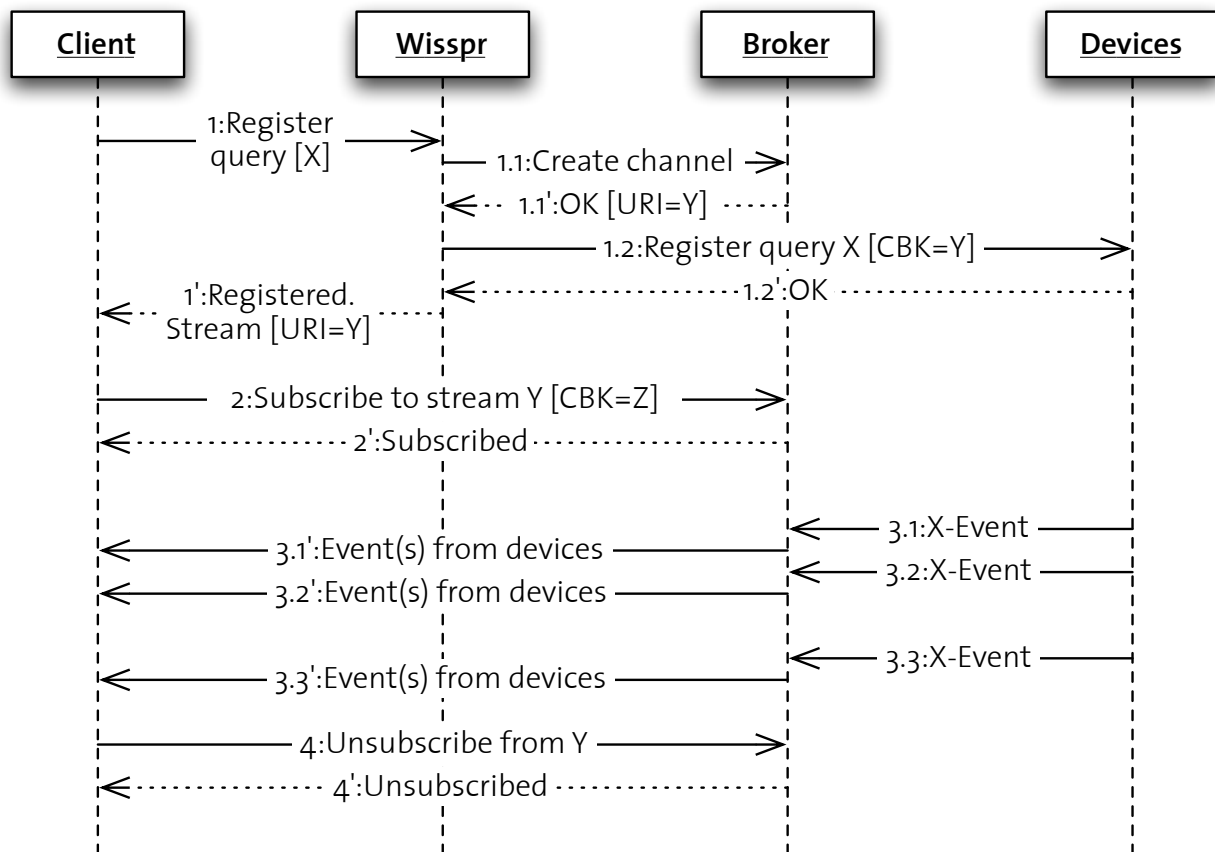 Client
Wisspr
Broker
Devices
1:Register
query [X]
1.1:Create channel
1.1':OK [URI=Y]
1.2:Register query X [CBK=Y]
1.2':OK
1':Registered.
Stream [URI=Y]
2:Subscribe to stream Y [CBK=Z]
2':Subscribed
3.1:X-Event
3.1':Event(s) from devices
3.2:X-Event
3.2':Event(s) from devices
3.3:X-Event
3.3':Event(s) from devices
4:Unsubscribe from Y
4':Unsubscribed